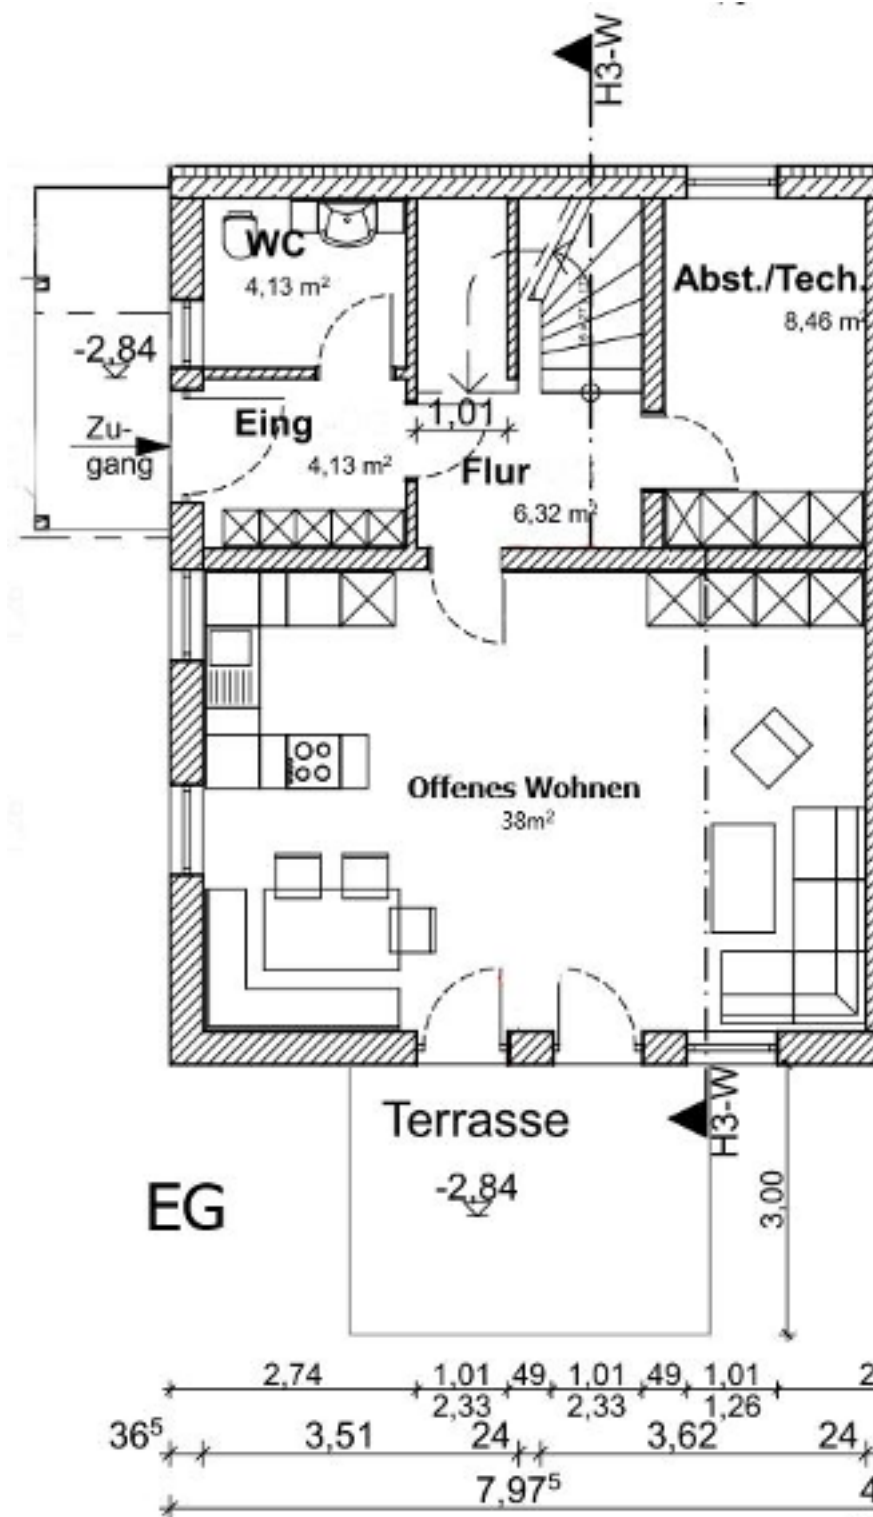 H3-W
WC
4,13 m²
Abst./Tech.
8,46 m²
-2,84
Zu-
gang
Eing
4,13 m²
1,01
Flur
6,32 m²
Offenes Wohnen
38m²
Terrasse
-2,84
H3-W
3,00
EG
2,74 1,01 49 1,01 49 1,01 2
2,33 2,33 1,26
36⁵ 3,51 24 3,62 24
7,97⁵ 4